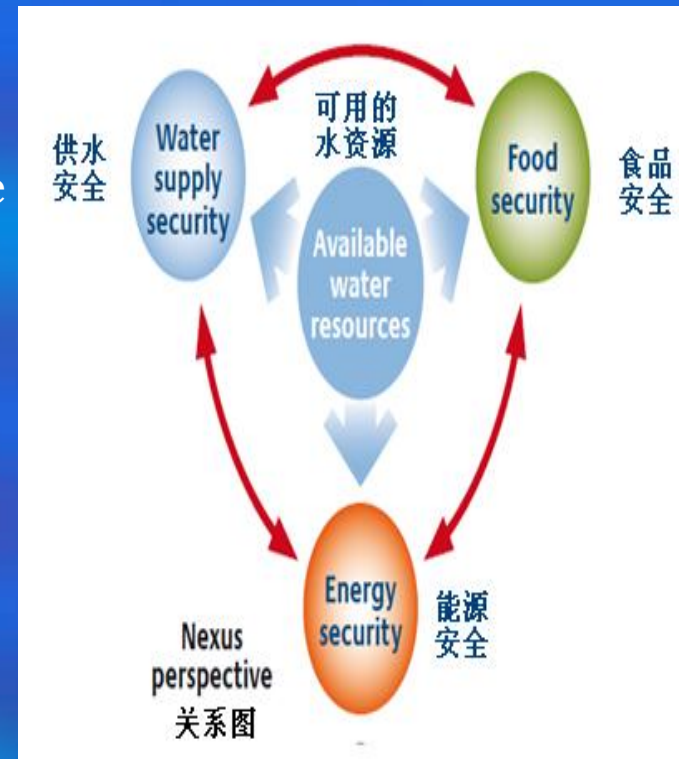 可用的
水资源
供水
安全
Water
supply
security
Food
security
食品
安全
Available
water
resources
Energy
security
能源
安全
Nexus
perspective
关系图
e